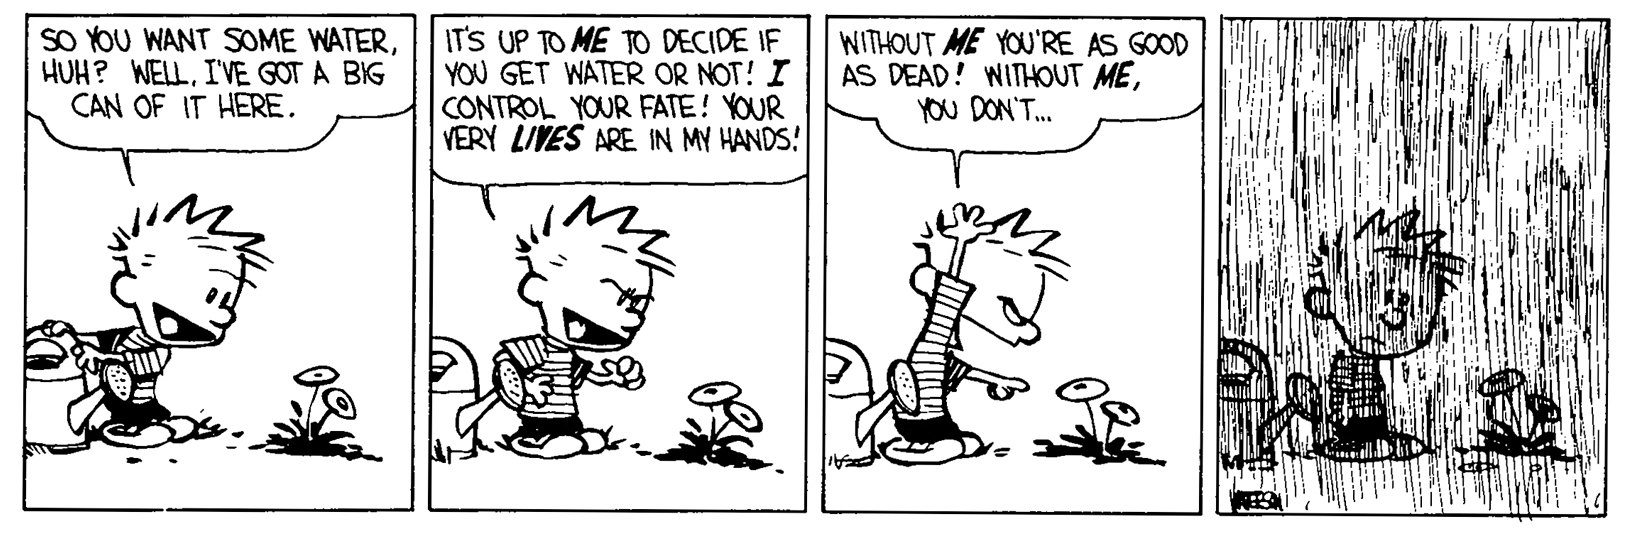 SO YOU WANT SOME WATER,
HUH? WELL, I'VE GOT A BIG
CAN OF IT HERE.
IT'S UP TO ME TO DECIDE IF
YOU GET WATER OR NOT! I
CONTROL YOUR FATE! YOUR
VERY LIVES ARE IN MY HANDS!
WITHOUT ME YOU'RE AS GOOD
AS DEAD! WITHOUT ME,
YOU DON'T...
WATTERSON